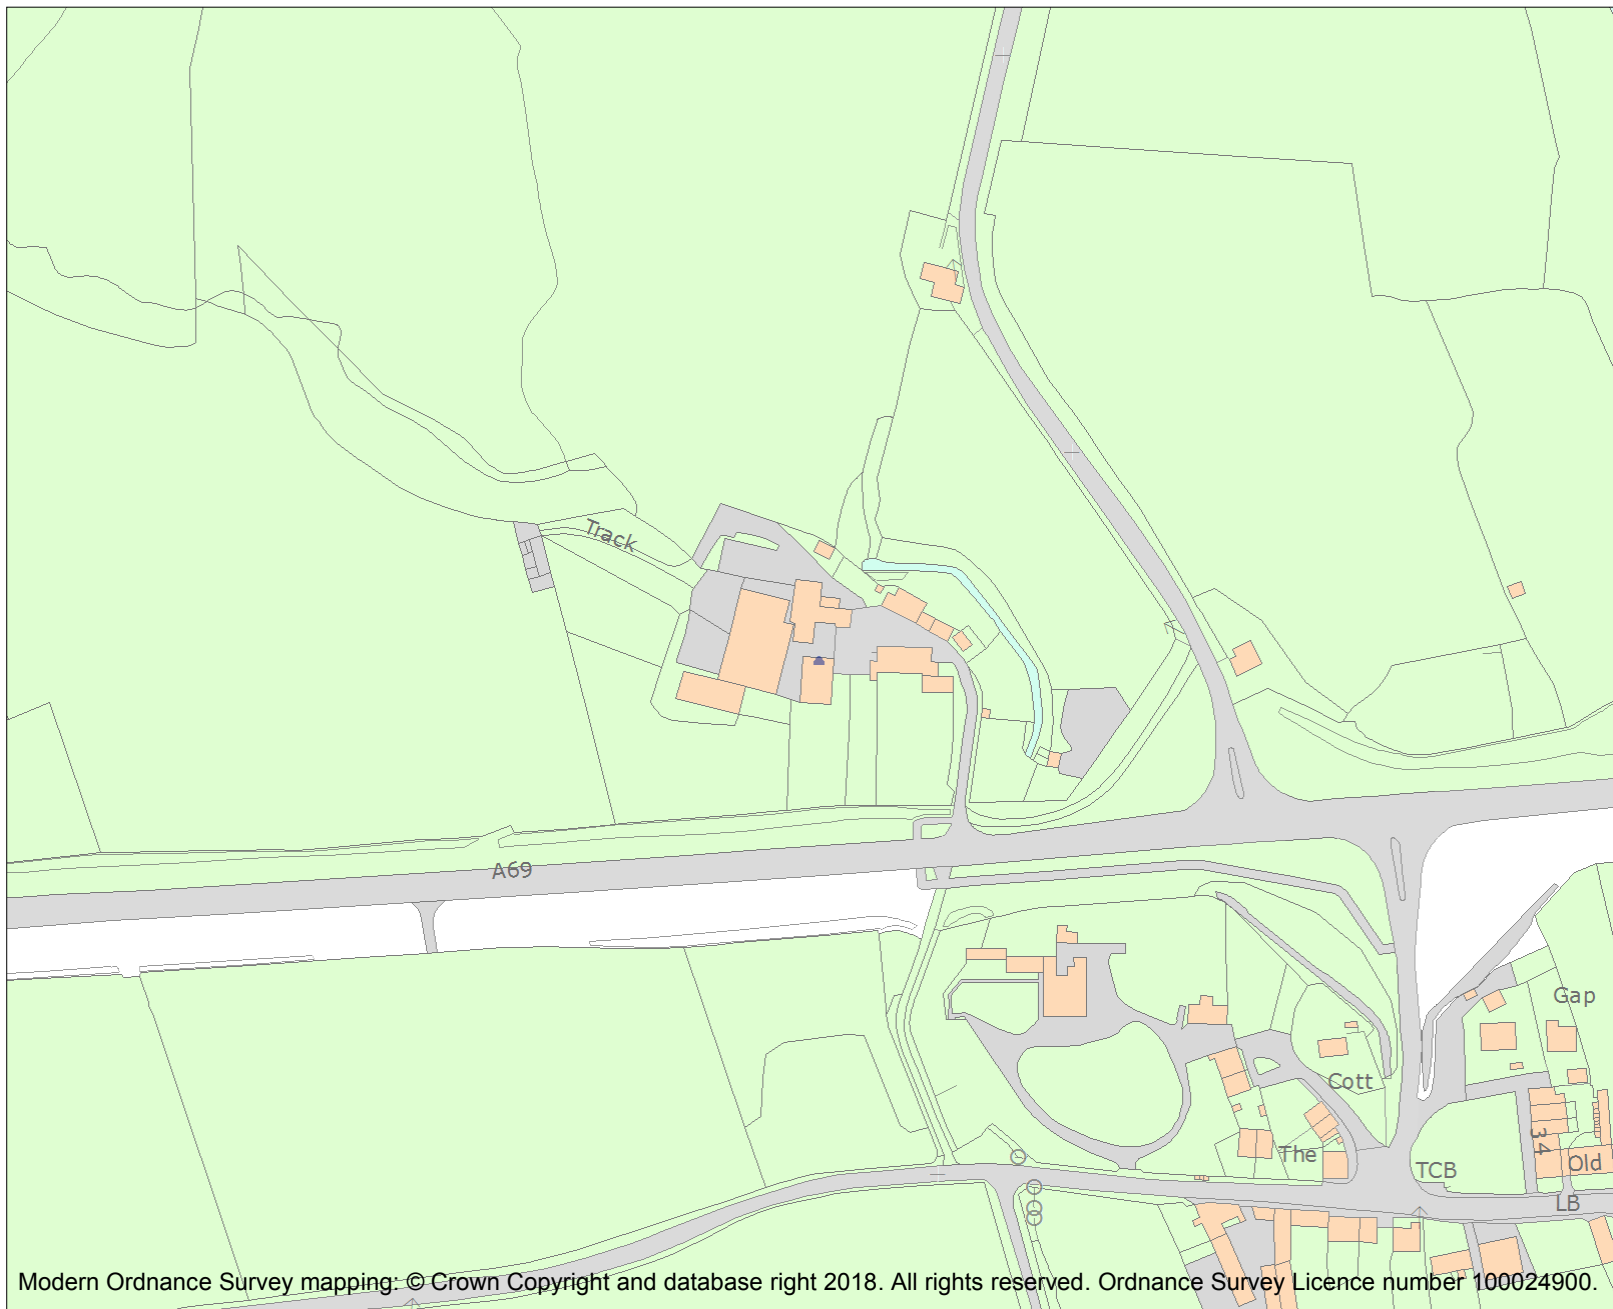 Track
A69
Gap
Cott
The
34
TCB
Old
LB
Modern Ordnance Survey mapping: © Crown Copyright and database right 2018. All rights reserved. Ordnance Survey Licence number 100024900.